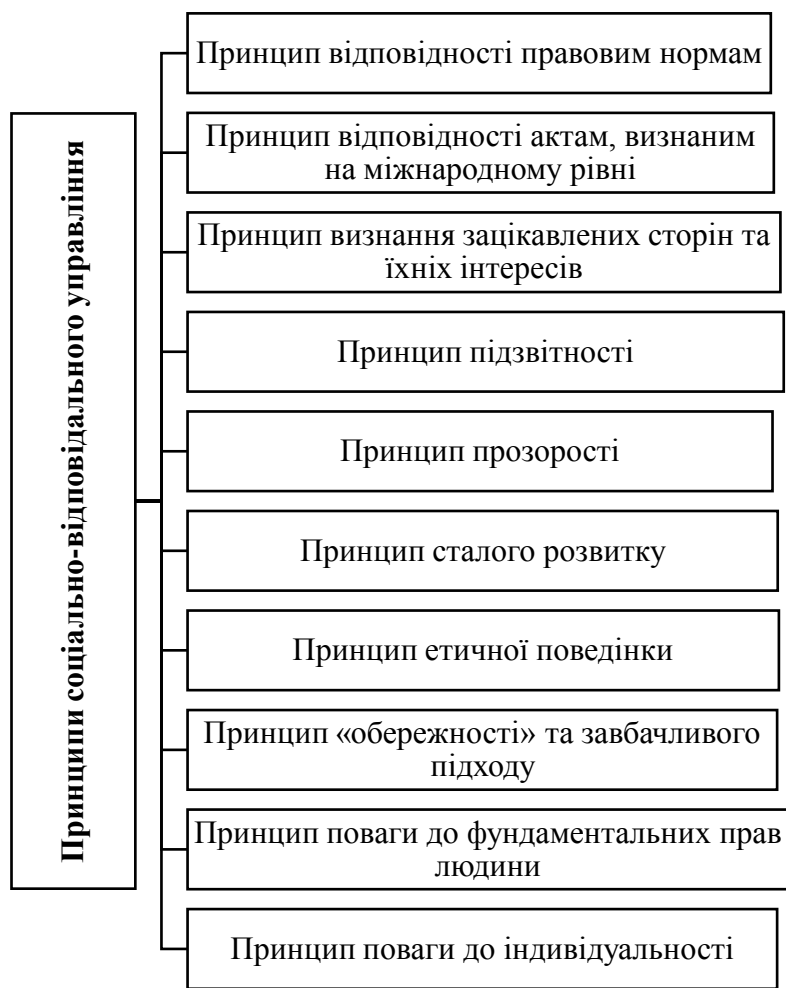 Принципи соціально-відповідального управління
Принцип відповідності правовим нормам
Принцип відповідності актам, визнаним
на міжнародному рівні
Принцип визнання зацікавлених сторін та
їхніх інтересів
Принцип підзвітності
Принцип прозорості
Принцип сталого розвитку
Принцип етичної поведінки
Принцип «обережності» та завбачливого
підходу
Принцип поваги до фундаментальних прав
людини
Принцип поваги до індивідуальності